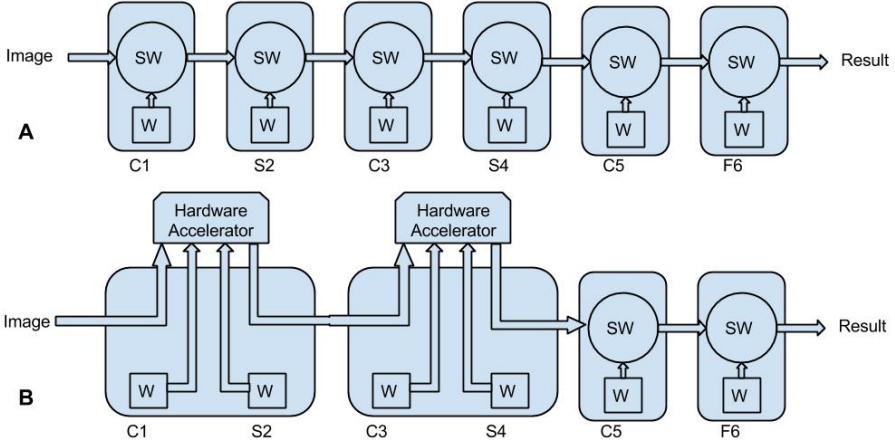 Image SW SW SW SW SW SW Result
W W W W W W
A
C1 S2 C3 S4 C5 F6
Hardware Accelerator
Hardware Accelerator
Image SW SW Result
W W W W W W
B
C1 S2 C3 S4 C5 F6